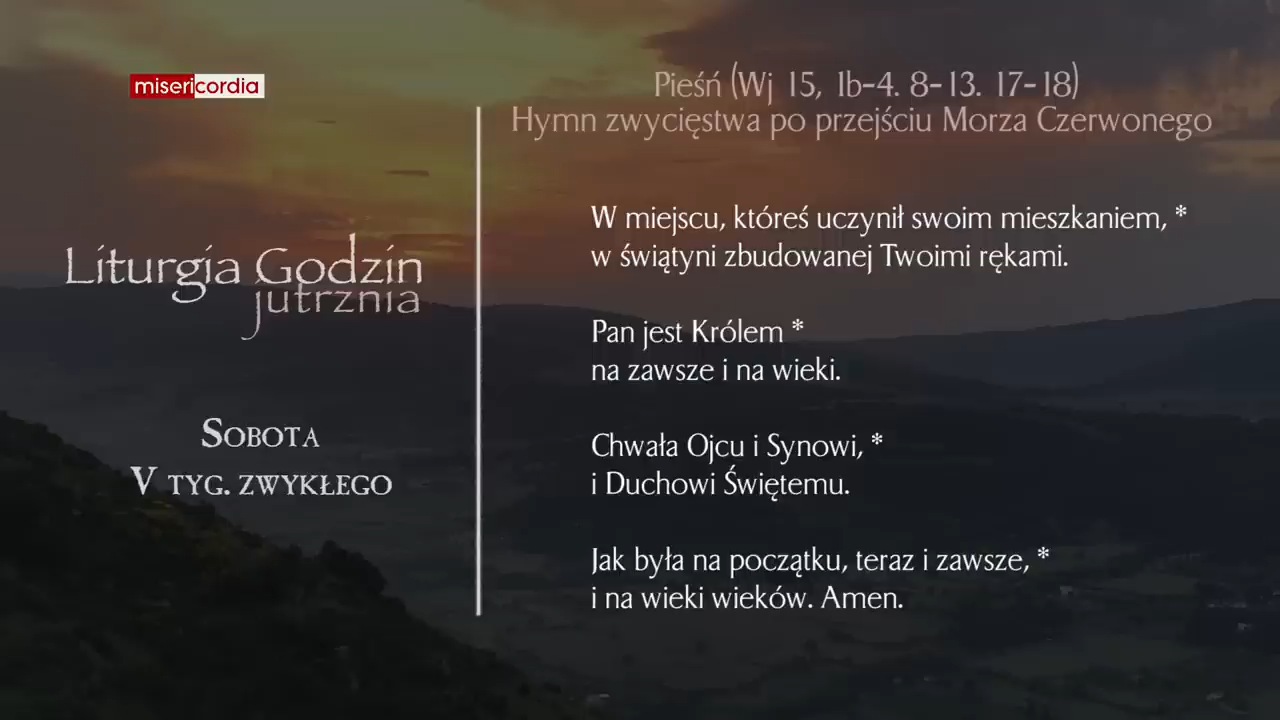 misericordia
Liturgia Godzin
jutrznia
Sobota
V tyg. zwykłego
Pieśń (Wj 15, 1b-4. 8-13. 17-18)
Hymn zwycięstwa po przejściu Morza Czerwonego
W miejscu, któreś uczynił swoim mieszkaniem, *
w świątyni zbudowanej Twoimi rękami.
Pan jest Królem *
na zawsze i na wieki.
Chwała Ojcu i Synowi, *
i Duchowi Świętemu.
Jak była na początku, teraz i zawsze, *
i na wieki wieków. Amen.